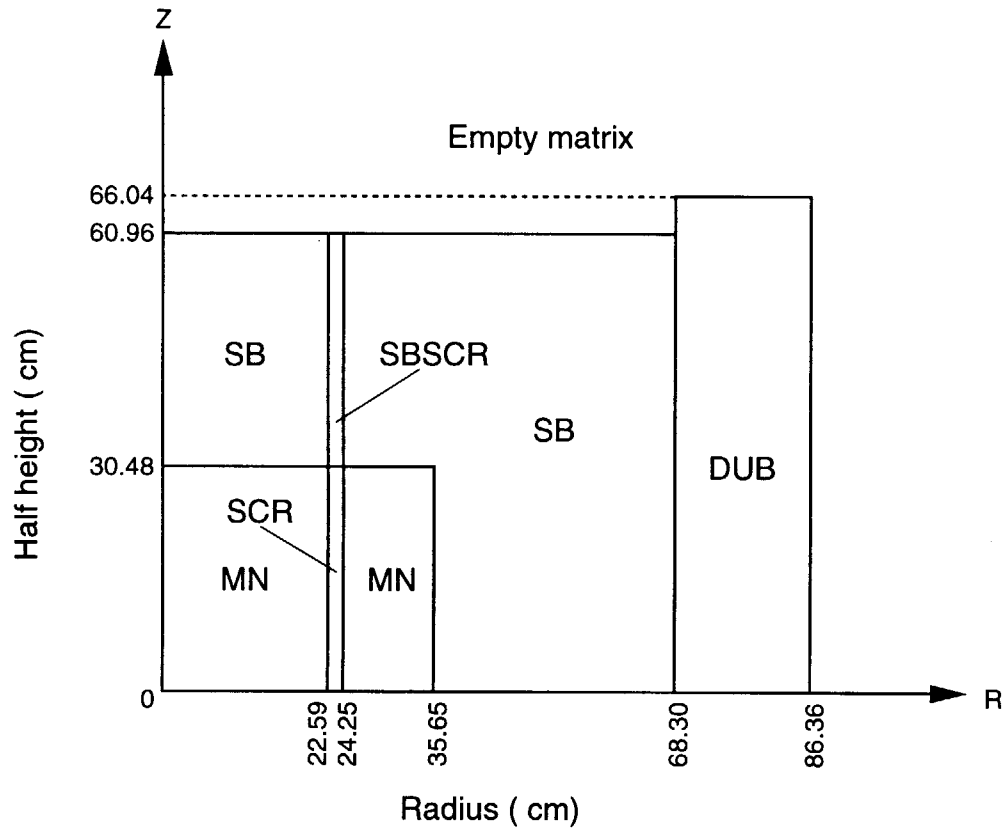 Z
Empty matrix
66.04
60.96
SB
SBSCR
SB
30.48
DUB
SCR
MN
MN
Half height ( cm)
0
R
22.59
24.25
35.65
68.30
86.36
Radius ( cm)